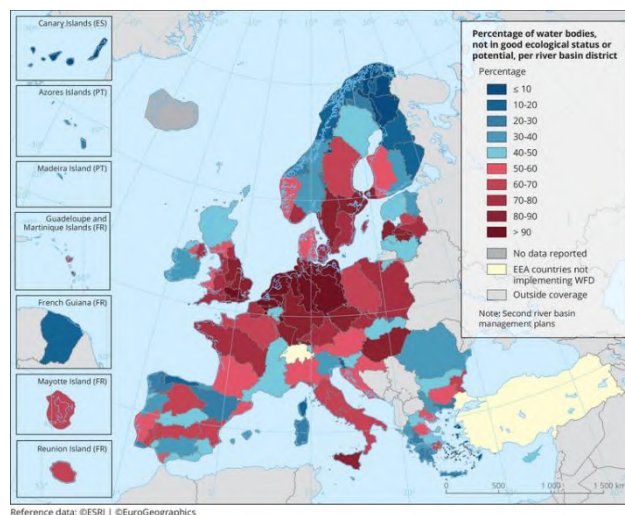 Canary Islands (ES)
Azores Islands (PT)
Madeira Island (PT)
Guadeloupe and
Martinique Islands (FR)
French Guiana (FR)
Mayotte Island (FR)
Reunion Island (FR)
Percentage of water bodies,
not in good ecological status or
potential, per river basin district
Percentage
≤ 10
10-20
20-30
30-40
40-50
50-60
60-70
70-80
80-90
> 90
No data reported
EEA countries not
implementing WFD
Outside coverage
Note: Second river basin
management plans
0 500 1 000 1 500 km
Reference data: ©ESRI | ©EuroGeographics